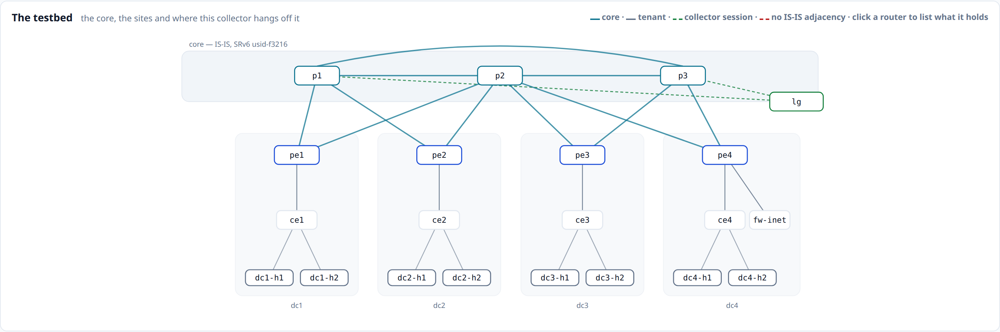 The testbed the core, the sites and where this collector hangs off it
core · tenant · collector session · no IS-IS adjacency · click a router to list what it holds
core — IS-IS, SRv6 usid-f3216
p1 p2 p3
lg
pe1 pe2 pe3 pe4
ce1 ce2 ce3 ce4 fw-inet
dc1-h1 dc1-h2 dc2-h1 dc2-h2 dc3-h1 dc3-h2 dc4-h1 dc4-h2
dc1 dc2 dc3 dc4